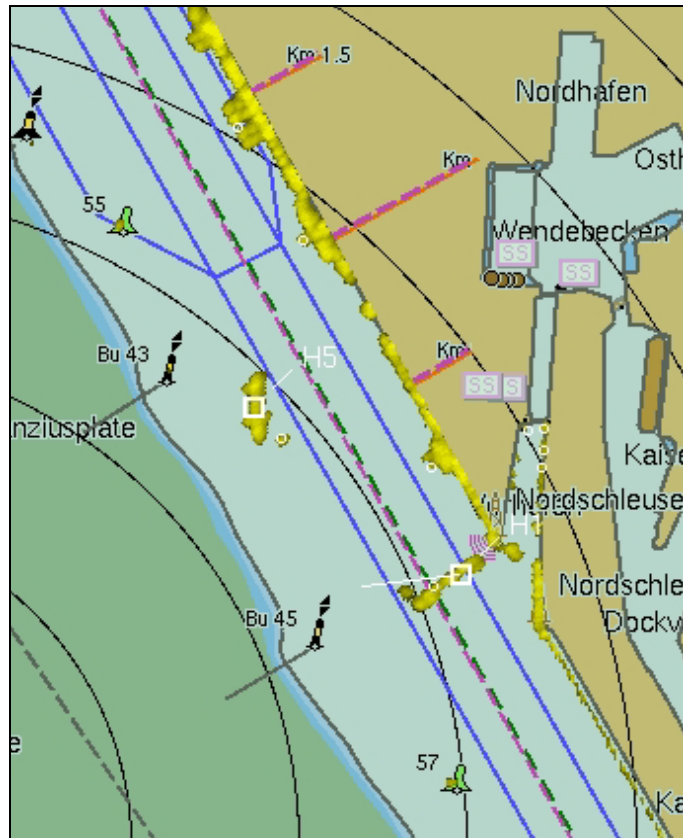 Km 1.5
Nordhafen
Osth
55
Wendebecken
SS
SS
Bu 43
H5
Km
Km
SS
S
anziusplate
Kaise
Nordschleuse
H1
Nordschle
Dockv
Bu 45
57
e
Ka